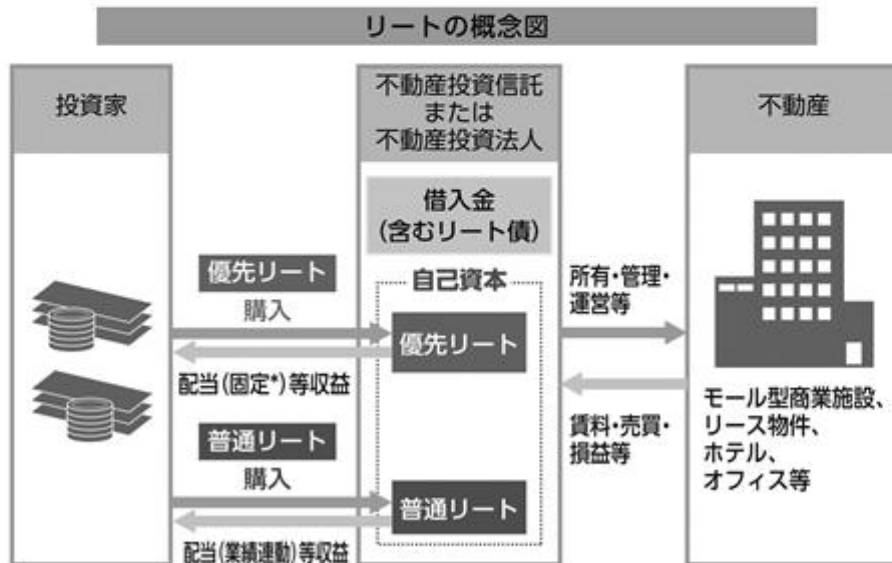 リートの概念図
投資家
不動産投資信託
または
不動産投資法人
不動産
借入金
(含むリート債)
自己資本
優先リート
購入
優先リート
配当(固定*)等収益
普通リート
購入
普通リート
配当(業績連動)等収益
所有・管理・
運営等
賃料・売買・
損益等
モール型商業施設、
リース物件、
ホテル、
オフィス等